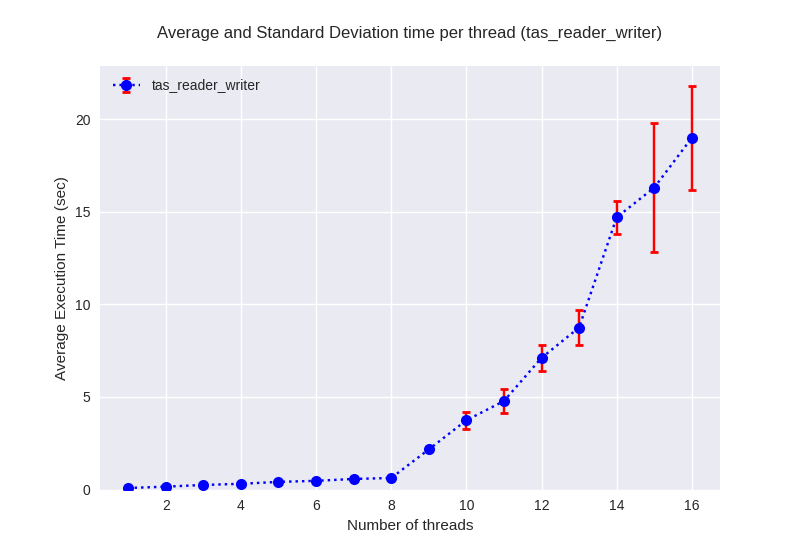 Average and Standard Deviation time per thread (tas_reader_writer)
tas_reader_writer
Average Execution Time (sec)
20
15
10
5
0
2 4 6 8 10 12 14 16
Number of threads